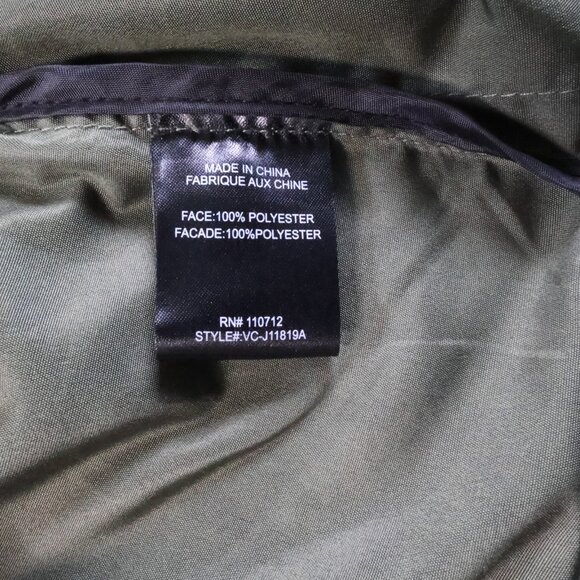 MADE IN CHINA
FABRIQUE AUX CHINE
FACE:100% POLYESTER
FACADE:100%POLYESTER
RN# 110712
STYLE#:VC-J11819A